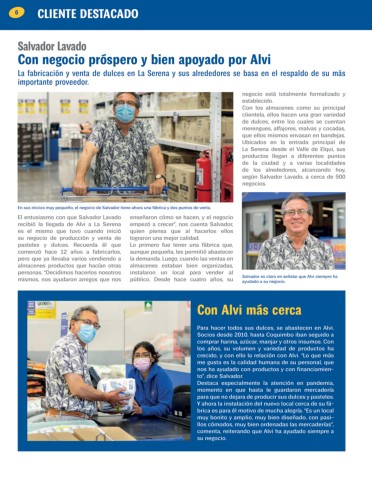 6
CLIENTE DESTACADO
Salvador Lavado
Con negocio próspero y bien apoyado por Alvi
La fabricación y venta de dulces en La Serena y sus alrededores se basa en el respaldo de su más
importante proveedor.
En sus inicios muy pequeño, el negocio de Salvador tiene ahora una fábrica y dos puntos de venta.
El entusiasmo con que Salvador Lavado
recibió la llegada de Alvi a La Serena
es el mismo que tuvo cuando inició
su negocio de producción y venta de
pasteles y dulces. Recuerda él que
comenzó hace 12 años a fabricarlos,
pero que ya llevaba varios vendiendo a
almacenes productos que hacían otras
personas. "Decidimos hacerlos nosotros
mismos, nos ayudaron amigos que nos
enseñaron cómo se hacen, y el negocio
empezó a crecer", nos cuenta Salvador,
quien piensa que al hacerlos ellos
lograron una mejor calidad.
Lo primero fue tener una fábrica que,
aunque pequeña, les permitió abastecer
la demanda. Luego, cuando las ventas en
almacenes estaban bien organizadas,
instalaron un local para vender al
público. Desde hace cuatro años, su
negocio está totalmente formalizado y
establecido.
Con los almacenes como su principal
clientela, ellos hacen una gran variedad
de dulces, entre los cuales se cuentan
merengues, alfajores, malvas y cocadas,
que ellos mismos envasan en bandejas.
Ubicados en la entrada principal de
La Serena desde el Valle de Elqui, sus
productos llegan a diferentes puntos
de la ciudad y a varias localidades
de los alrededores, alcanzando hoy,
según Salvador Lavado, a cerca de 500
negocios.
Salvador es claro en señalar que Alvi siempre ha
ayudado a su negocio.
Con Alvi más cerca
Para hacer todos sus dulces, se abastecen en Alvi.
Socios desde 2010, hasta Coquimbo iban seguido a
comprar harina, azúcar, manjar y otros insumos. Con
los años, su volumen y variedad de productos ha
crecido, y con ello la relación con Alvi. "Lo que más
me gusta es la calidad humana de su personal, que
nos ha ayudado con productos y con financiamien-
to", dice Salvador.
Destaca especialmente la atención en pandemia,
momento en que hasta le guardaron mercadería
para que no dejara de producir sus dulces y pasteles.
Y ahora la instalación del nuevo local cerca de su fá-
brica es para él motivo de mucha alegría. "Es un local
muy bonito y amplio, muy bien diseñado, con pasi-
llos cómodos, muy bien ordenadas las mercaderías",
comenta, reiterando que Alvi ha ayudado siempre a
su negocio.